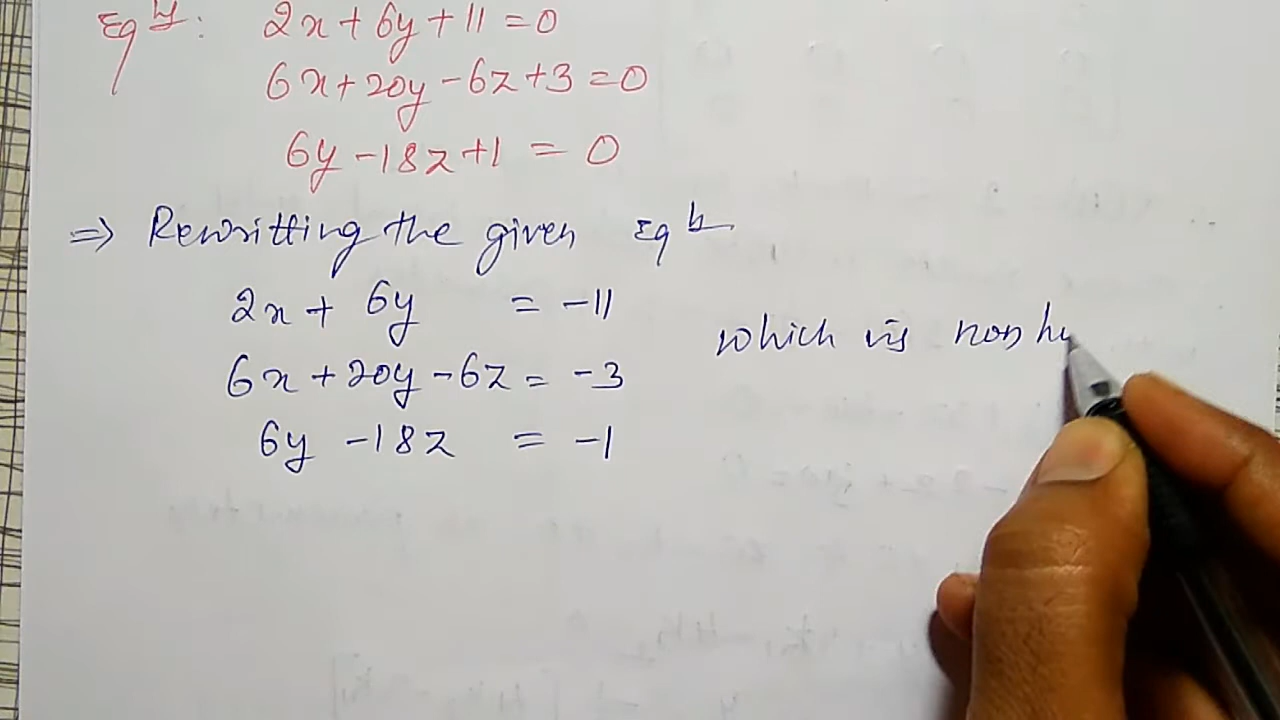 Eqⁿ: 2x + 6y + 11 = 0
6x + 20y - 6z + 3 = 0
6y - 18z + 1 = 0
⇒ Rewritting the given Eqⁿ
2x + 6y = -11
6x + 20y - 6z = -3
6y - 18z = -1
which is non h